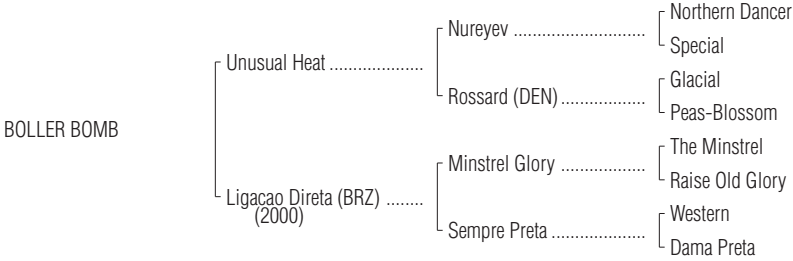 Northern Dancer
Nureyev ............................
Special
Unusual Heat ....................
Glacial
Rossard (DEN) ..................
Peas-Blossom
BOLLER BOMB
The Minstrel
Minstrel Glory ..................
Raise Old Glory
Ligacao Direta (BRZ) ........
(2000)
Western
Sempre Preta ....................
Dama Preta